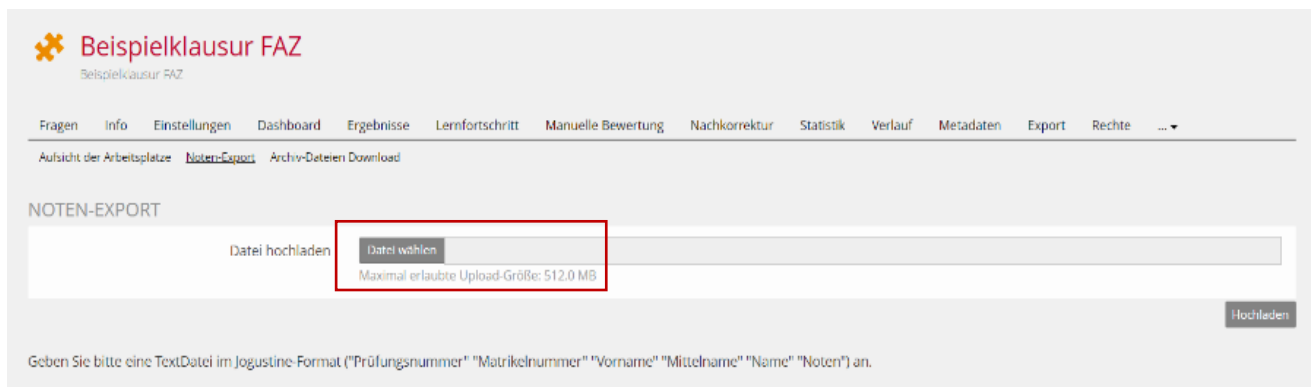 Beispielklausur FAZ
Beispielklausur FAZ
Fragen Info Einstellungen Dashboard Ergebnisse Lernfortschritt Manuelle Bewertung Nachkorrektur Statistik Verlauf Metadaten Export Rechte ...
Aufsicht der Arbeitsplätze Noten-Export Archiv-Dateien Download
NOTEN-EXPORT
Datei hochladen Datei wählen
Maximal erlaubte Upload-Größe: 512.0 MB
Hochladen
Geben Sie bitte eine TextDatei im Jogustine-Format ("Prüfungsnummer" "Matrikelnummer" "Vorname" "Mittelname" "Name" "Noten") an.